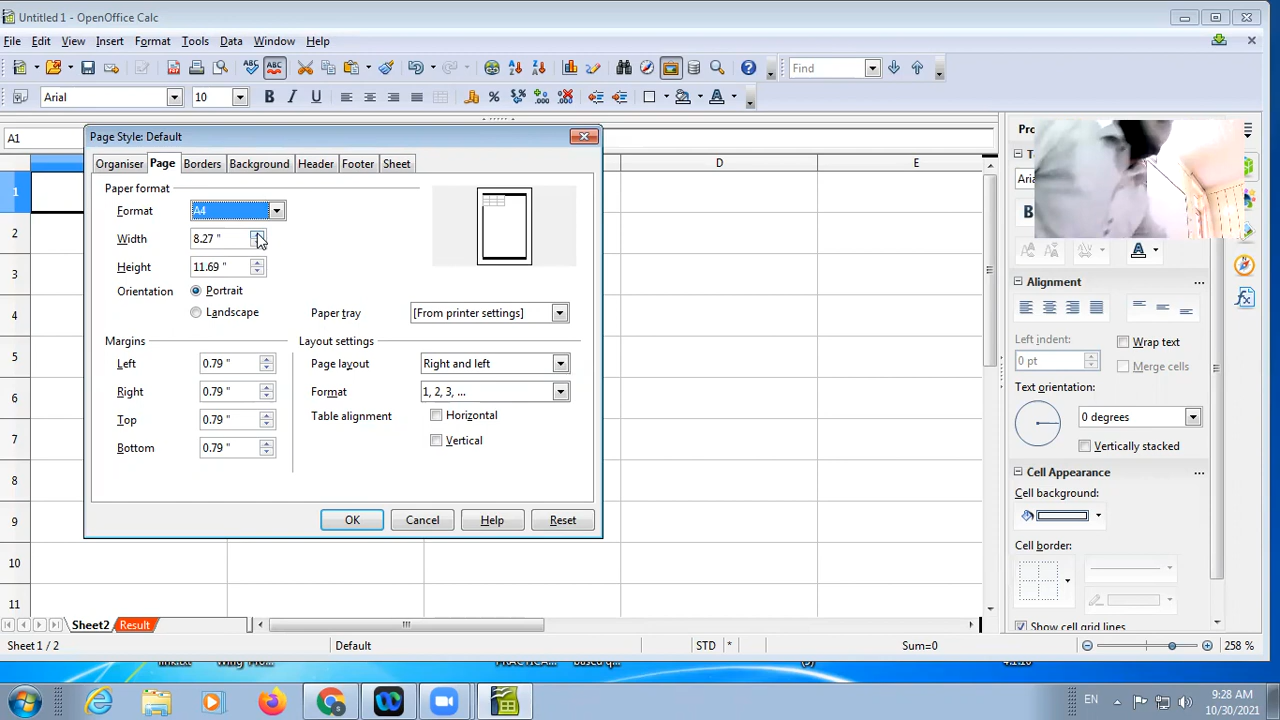 Untitled 1 - OpenOffice Calc
File Edit View Insert Format Tools Data Window Help
Find
Arial 10
A1
Page Style: Default
Organiser Page Borders Background Header Footer Sheet
Paper format
Format A4
Width 8.27 "
Height 11.69 "
Orientation Portrait
Landscape
Paper tray [From printer settings]
Margins
Left 0.79 "
Right 0.79 "
Top 0.79 "
Bottom 0.79 "
Layout settings
Page layout Right and left
Format 1, 2, 3, ...
Table alignment Horizontal
Vertical
OK Cancel Help Reset
D E
1
2
3
4
5
6
7
8
9
10
11
Alignment
Left indent:
0 pt
Wrap text
Merge cells
Text orientation:
0 degrees
Vertically stacked
Cell Appearance
Cell background:
Cell border:
Show cell grid lines
Sheet2 Result
Sheet 1 / 2 Default STD * Sum=0 258 %
EN 9:28 AM
10/30/2021